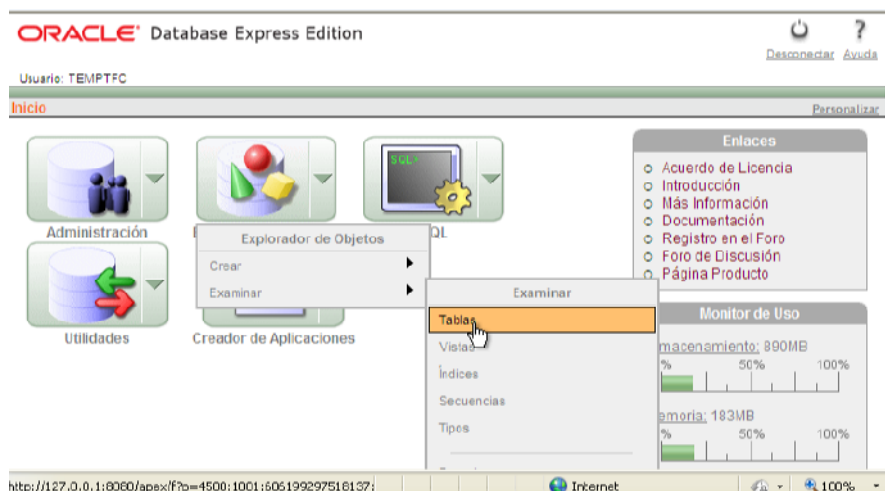 ORACLE Database Express Edition
Desconectar Ayuda
Usuario: TEMPTFC
Inicio
Personalizar
Enlaces
Acuerdo de Licencia
Introducción
Más Información
Documentación
Registro en el Foro
Foro de Discusión
Página Producto
SQL>
Administración
QL
Explorador de Objetos
Crear
Examinar
Examinar
Tablas
Vistas
Índices
Secuencias
Tipos
Utilidades
Creador de Aplicaciones
Monitor de Uso
macenamiento: 890MB
% 50% 100%
emoria: 183MB
% 50% 100%
http://127.0.0.1:8080/apex/f?p=4500:1001:606199297518137:
Internet
100%